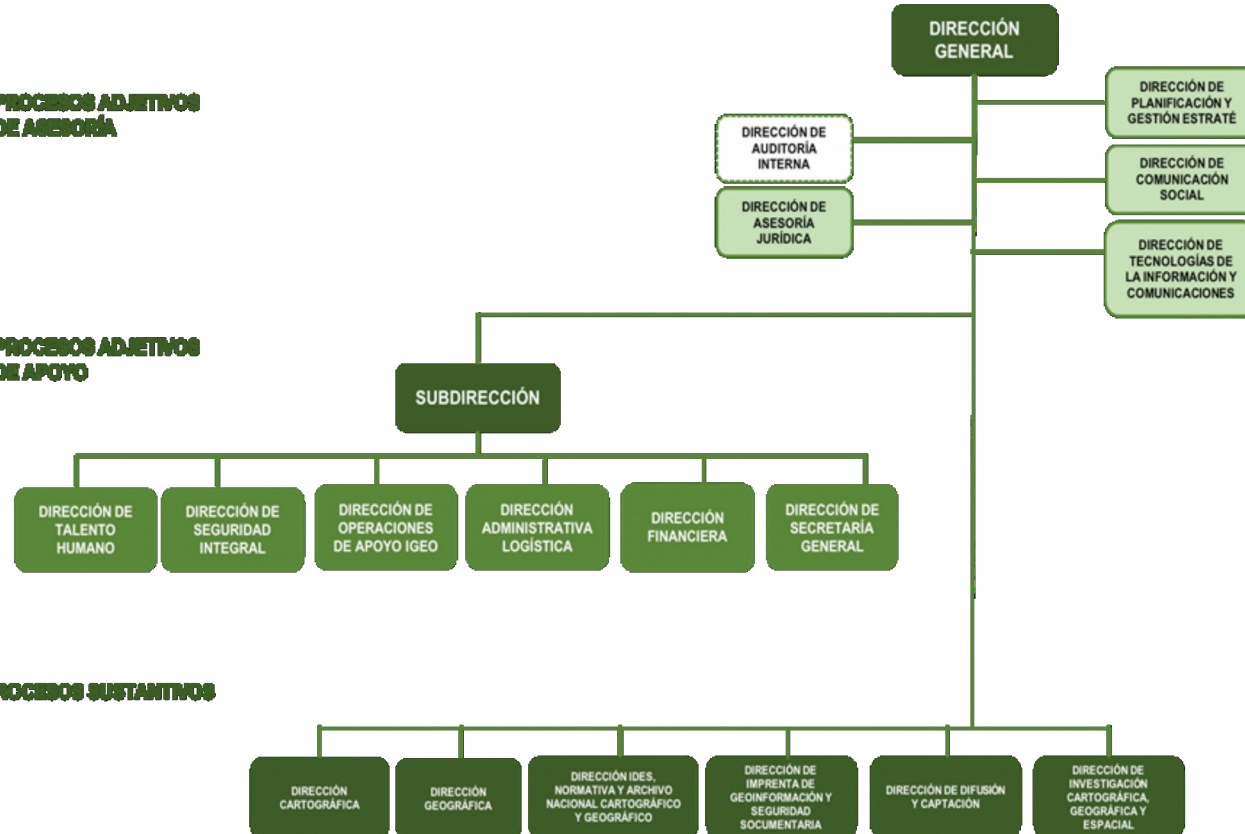 DIRECCIÓN
GENERAL
PROCESOS ADJETIVOS
DE ASESORÍA
DIRECCIÓN DE
AUDITORÍA
INTERNA
DIRECCIÓN DE
ASESORÍA
JURÍDICA
DIRECCIÓN DE
PLANIFICACIÓN Y
GESTIÓN ESTRATÉ
DIRECCIÓN DE
COMUNICACIÓN
SOCIAL
DIRECCIÓN DE
TECNOLOGÍAS DE
LA INFORMACIÓN Y
COMUNICACIONES
PROCESOS ADJETIVOS
DE APOYO
SUBDIRECCIÓN
DIRECCIÓN DE
TALENTO
HUMANO
DIRECCIÓN DE
SEGURIDAD
INTEGRAL
DIRECCIÓN DE
OPERACIONES
DE APOYO IGEO
DIRECCIÓN
ADMINISTRATIVA
LOGÍSTICA
DIRECCIÓN
FINANCIERA
DIRECCIÓN DE
SECRETARÍA
GENERAL
ROCESOS SUSTANTIVOS
DIRECCIÓN
CARTOGRÁFICA
DIRECCIÓN
GEOGRÁFICA
DIRECCIÓN IDES,
NORMATIVA Y ARCHIVO
NACIONAL CARTOGRÁFICO
Y GEOGRÁFICO
DIRECCIÓN DE
IMPRENTA DE
GEOINFORMACIÓN Y
SEGURIDAD
SOCUMENTARIA
DIRECCIÓN DE DIFUSIÓN
Y CAPTACIÓN
DIRECCIÓN DE
INVESTIGACIÓN
CARTOGRÁFICA,
GEOGRÁFICA Y
ESPACIAL